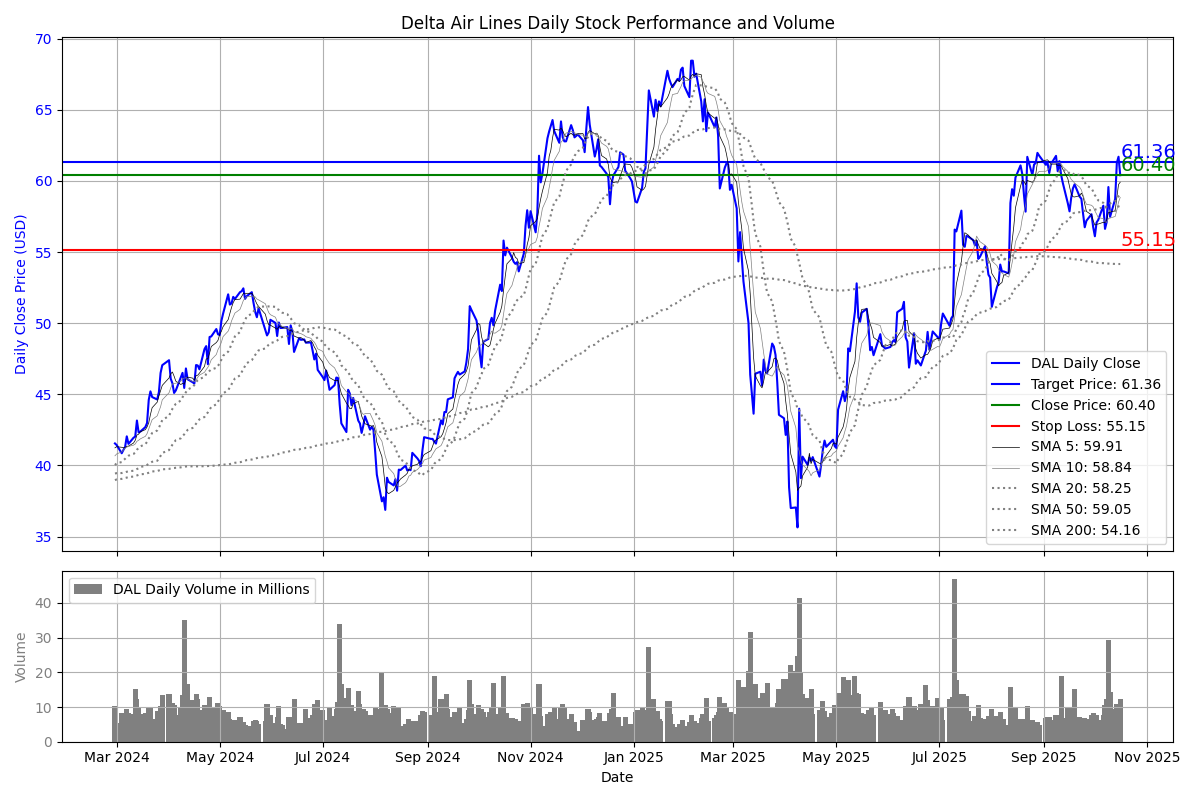 Delta Air Lines Daily Stock Performance and Volume
Daily Close Price (USD)
70
65
60
55
50
45
40
35
61.36
60.40
55.15
DAL Daily Close
Target Price: 61.36
Close Price: 60.40
Stop Loss: 55.15
SMA 5: 59.91
SMA 10: 58.84
SMA 20: 58.25
SMA 50: 59.05
SMA 200: 54.16
DAL Daily Volume in Millions
Volume
40
30
20
10
0
Mar 2024 May 2024 Jul 2024 Sep 2024 Nov 2024 Jan 2025 Mar 2025 May 2025 Jul 2025 Sep 2025 Nov 2025
Date